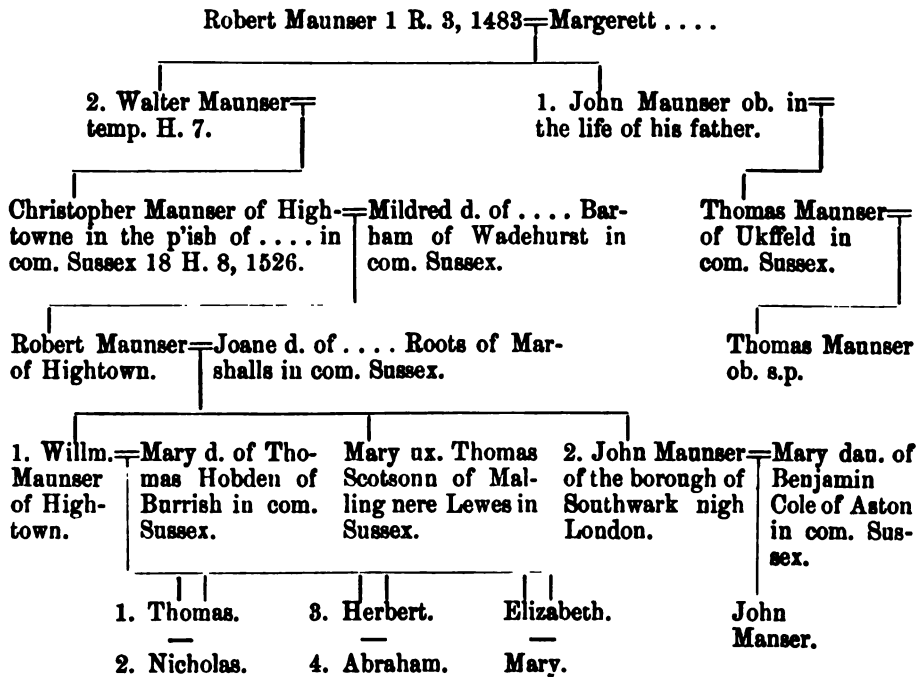 Robert Maunser 1 R. 3, 1483=Margerett . . . .
2. Walter Maunser=
temp. H. 7.
1. John Maunser ob. in=
the life of his father.
Christopher Maunser of High-
towne in the p'ish of . . . . in
com. Sussex 18 H. 8, 1526.
=Mildred d. of . . . . Bar-
ham of Wadehurst in
com. Sussex.
Thomas Maunser=
of Ukffeld in
com. Sussex.
Robert Maunser=
of Hightown.
Joane d. of . . . . Roots of Mar-
shalls in com. Sussex.
Thomas Maunser
ob. s.p.
1. Willm.=
Maunser
of High-
town.
Mary d. of Tho-
mas Hobden of
Burrish in com.
Sussex.
Mary ux. Thomas
Scotsonn of Mal-
ling nere Lewes in
Sussex.
2. John Maunser=
of the borough of
Southwark nigh
London.
Mary dau. of
Benjamin
Cole of Aston
in com. Sus-
sex.
1. Thomas.
2. Nicholas.
3. Herbert.
4. Abraham.
Elizabeth.
Mary.
John
Manser.